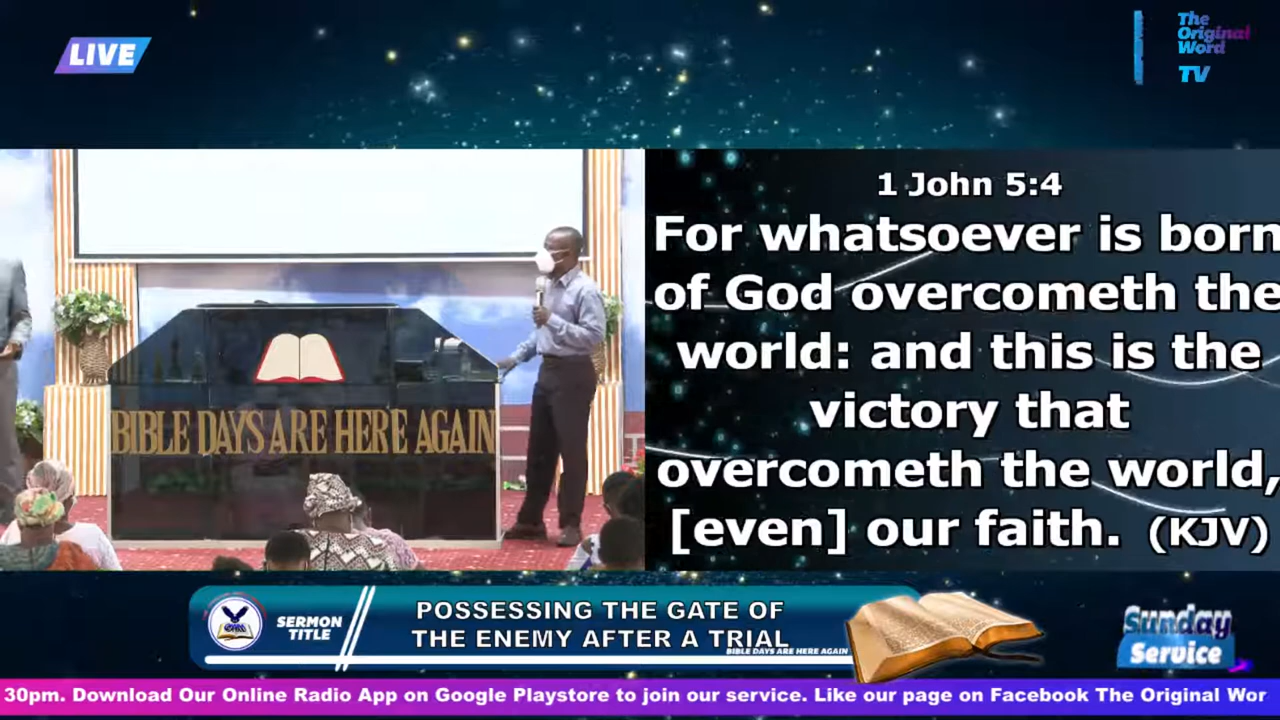 LIVE
The
Original
Word
TV
1 John 5:4
For whatsoever is born
of God overcometh the
world: and this is the
victory that
overcometh the world,
[even] our faith. (KJV)
BIBLE DAYS ARE HERE AGAIN
SERMON
TITLE
POSSESSING THE GATE OF
THE ENEMY AFTER A TRIAL
BIBLE DAYS ARE HERE AGAIN
Sunday
Service
30pm. Download Our Online Radio App on Google Playstore to join our service. Like our page on Facebook The Original Wor